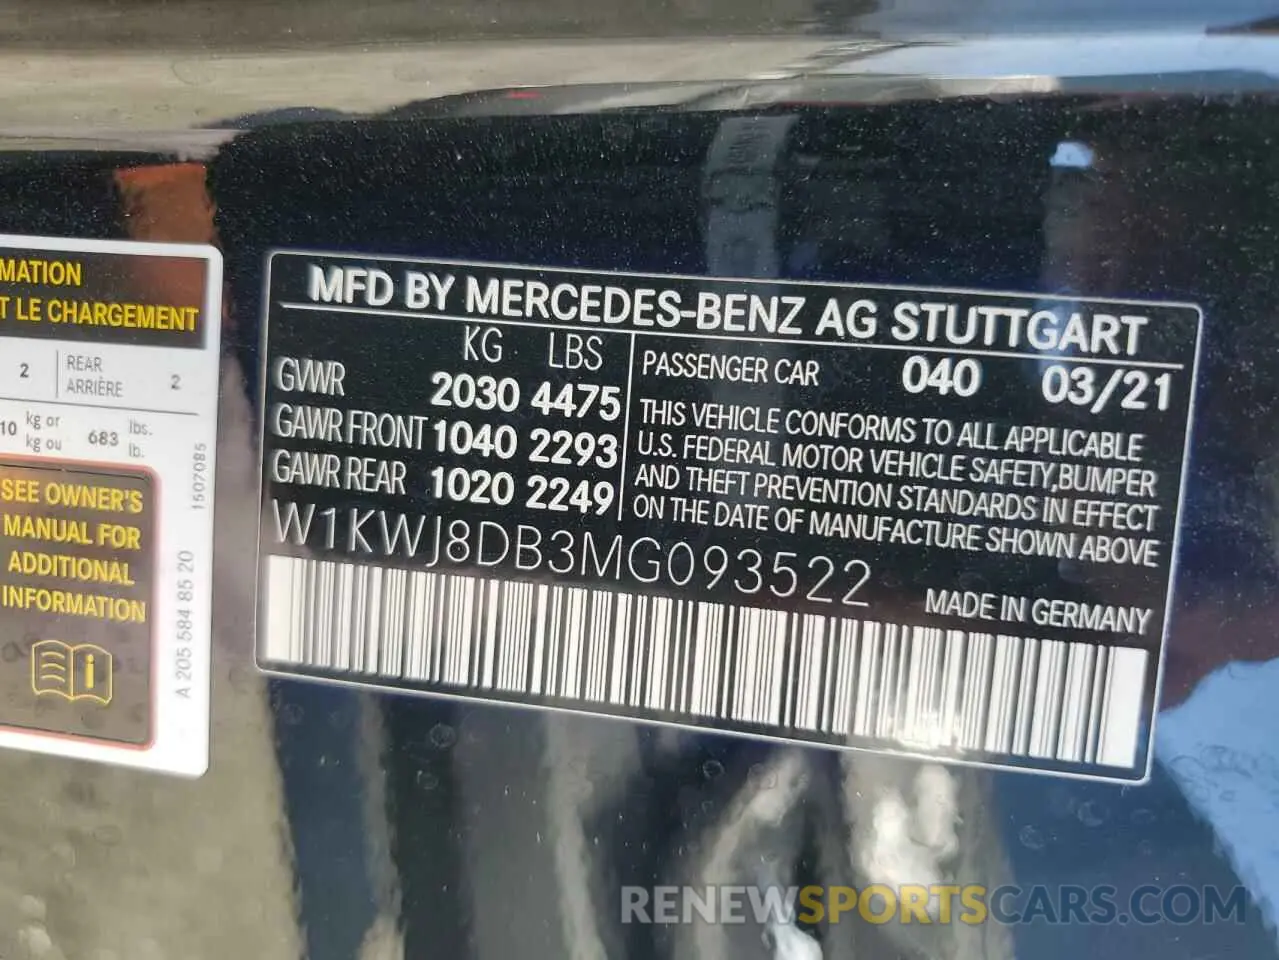 MATION
T LE CHARGEMENT
2 REAR ARRIÈRE 2
10 kg or kg ou 683 lbs. lb.
SEE OWNER'S
MANUAL FOR
ADDITIONAL
INFORMATION
1507085
A 205 584 85 20
MFD BY MERCEDES-BENZ AG STUTTGART
KG LBS
GVWR 2030 4475
GAWR FRONT 1040 2293
GAWR REAR 1020 2249
PASSENGER CAR 040 03/21
THIS VEHICLE CONFORMS TO ALL APPLICABLE
U.S. FEDERAL MOTOR VEHICLE SAFETY,BUMPER
AND THEFT PREVENTION STANDARDS IN EFFECT
ON THE DATE OF MANUFACTURE SHOWN ABOVE
W1KWJ8DB3MG093522
MADE IN GERMANY
RENEWSPORTSCARS.COM